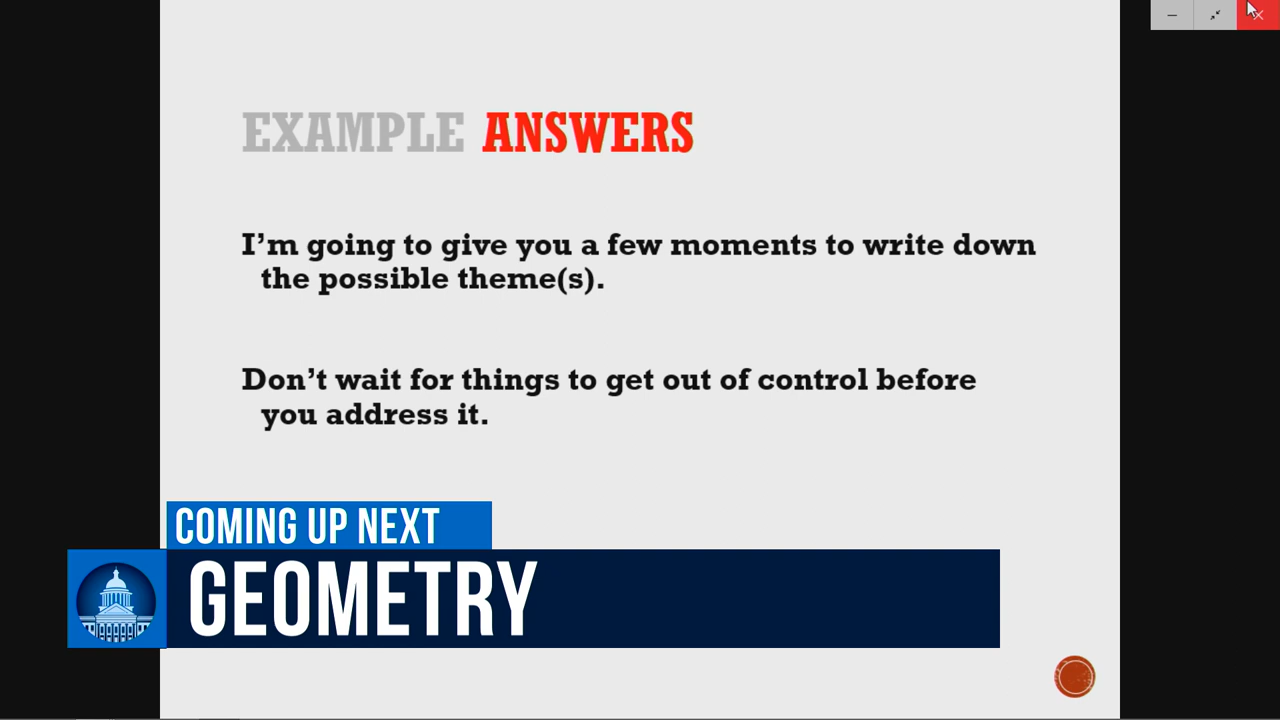 EXAMPLE ANSWERS
I’m going to give you a few moments to write down
the possible theme(s).
Don’t wait for things to get out of control before
you address it.
COMING UP NEXT
GEOMETRY